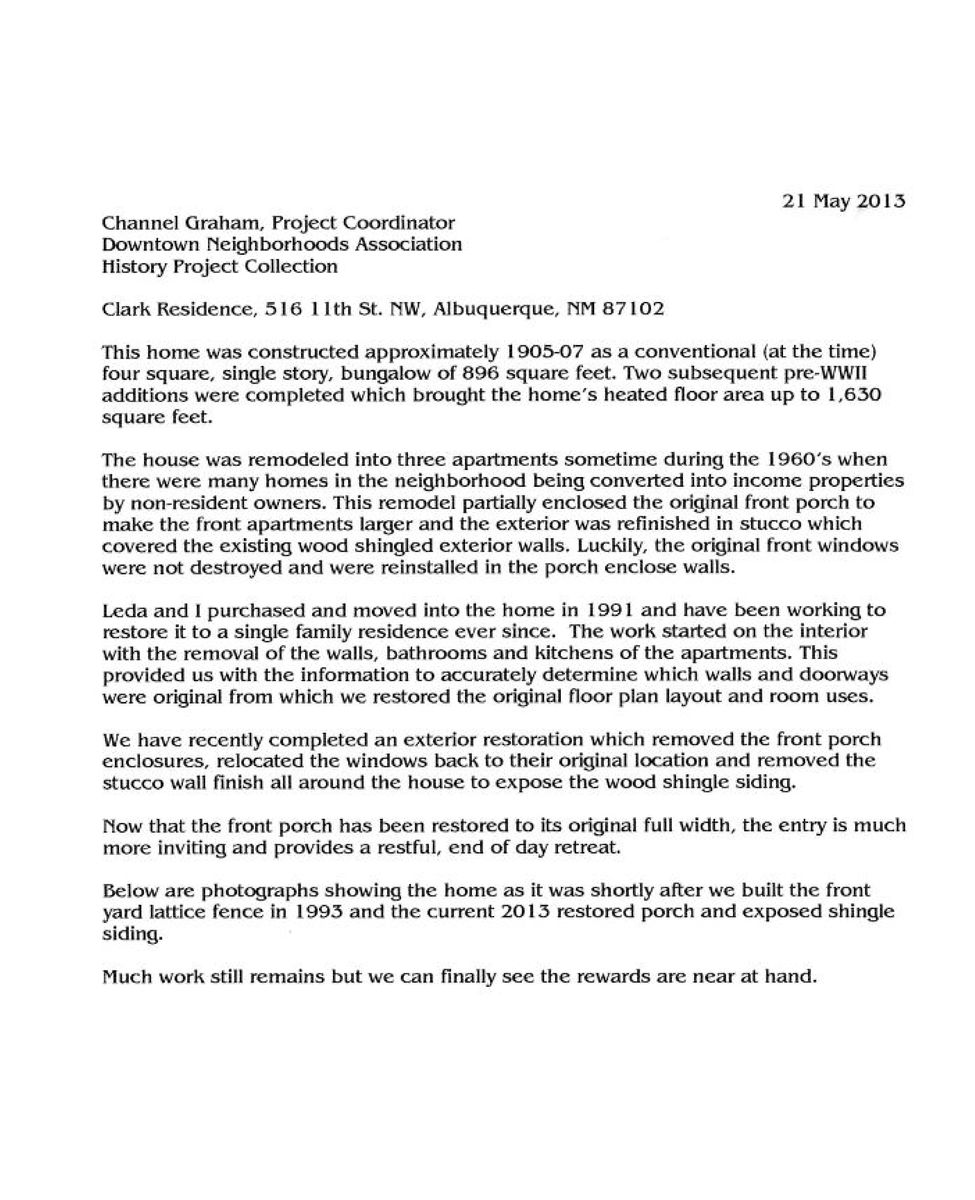 21 May 2013
Channel Graham, Project Coordinator
Downtown Neighborhoods Association
History Project Collection
Clark Residence, 516 11th St. NW, Albuquerque, NM 87102
This home was constructed approximately 1905-07 as a conventional (at the time)
four square, single story, bungalow of 896 square feet. Two subsequent pre-WWII
additions were completed which brought the home's heated floor area up to 1,630
square feet.
The house was remodeled into three apartments sometime during the 1960's when
there were many homes in the neighborhood being converted into income properties
by non-resident owners. This remodel partially enclosed the original front porch to
make the front apartments larger and the exterior was refinished in stucco which
covered the existing wood shingled exterior walls. Luckily, the original front windows
were not destroyed and were reinstalled in the porch enclose walls.
Leda and I purchased and moved into the home in 1991 and have been working to
restore it to a single family residence ever since.  The work started on the interior
with the removal of the walls, bathrooms and kitchens of the apartments. This
provided us with the information to accurately determine which walls and doorways
were original from which we restored the original floor plan layout and room uses.
We have recently completed an exterior restoration which removed the front porch
enclosures, relocated the windows back to their original location and removed the
stucco wall finish all around the house to expose the wood shingle siding.
Now that the front porch has been restored to its original full width, the entry is much
more inviting and provides a restful, end of day retreat.
Below are photographs showing the home as it was shortly after we built the front
yard lattice fence in 1993 and the current 2013 restored porch and exposed shingle
siding.
Much work still remains but we can finally see the rewards are near at hand.